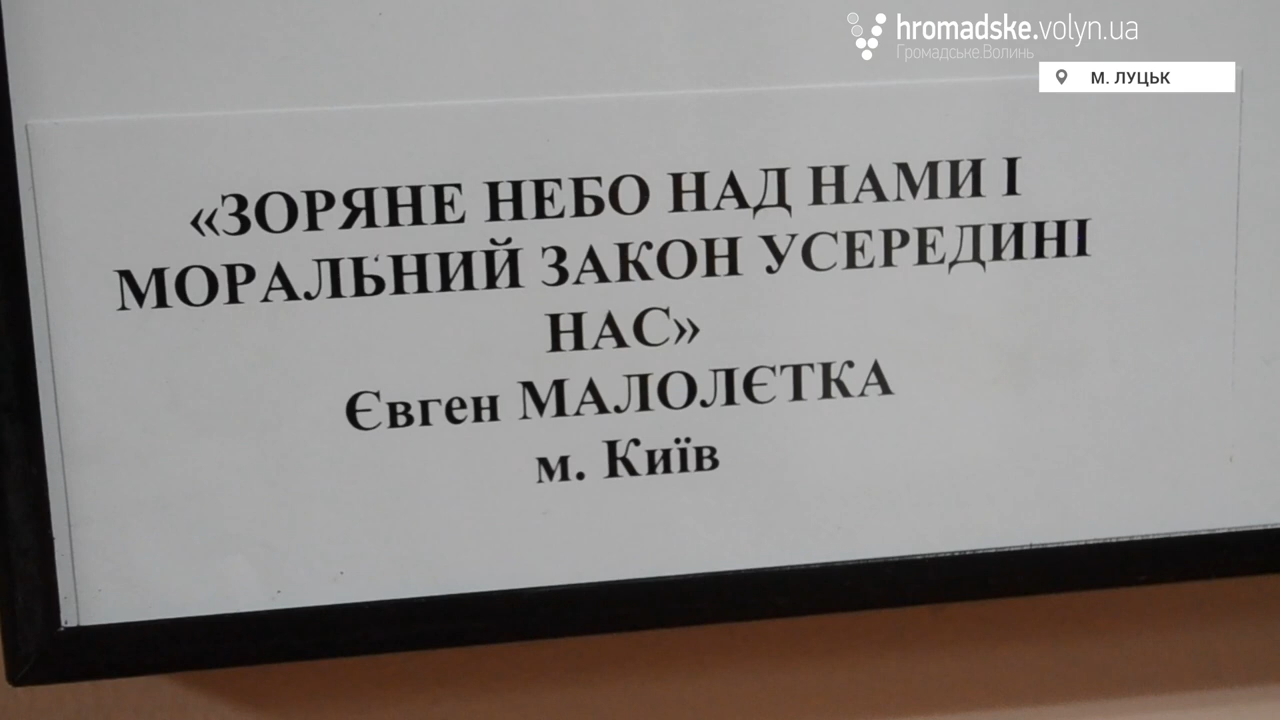 hromadske.volyn.ua
Громадське.Волинь
М. ЛУЦЬК
«ЗОРЯНЕ НЕБО НАД НАМИ І
МОРАЛЬНИЙ ЗАКОН УСЕРЕДИНІ
НАС»
Євген МАЛОЛЄТКА
м. Київ